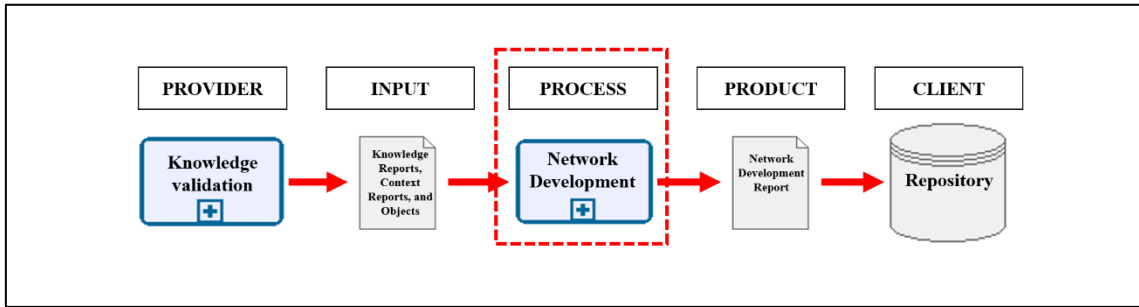 PROVIDER
INPUT
PROCESS
PRODUCT
CLIENT
Knowledge
validation
Knowledge
Reports,
Context
Reports, and
Objects
Network
Development
Network
Development
Report
Repository